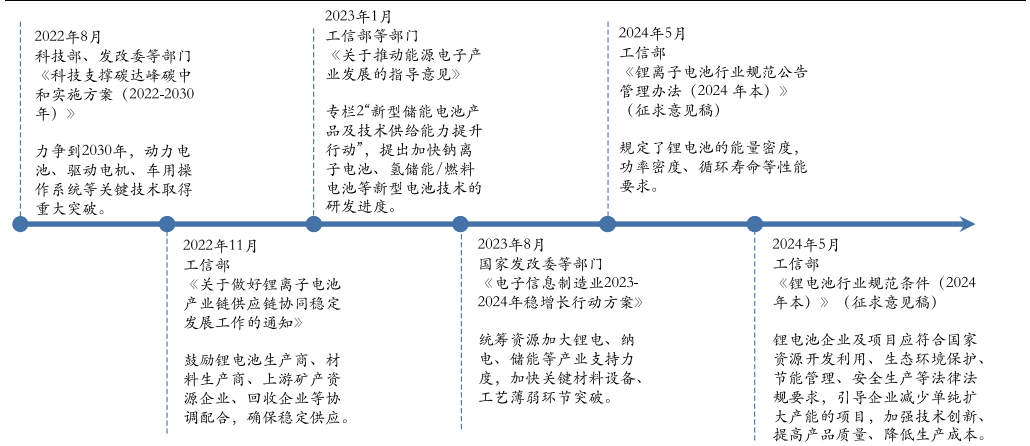 2022年8月
科技部、发改委等部门
《科技支撑碳达峰碳中
和实施方案（2022-2030
年）》
力争到2030年，动力电
池、驱动电机、车用操
作系统等关键技术取得
重大突破。
2022年11月
工信部
《关于做好锂离子电池
产业链供应链协同稳定
发展工作的通知》
鼓励锂电池生产商、材
料生产商、上游矿产资
源企业、回收企业等协
调配合，确保稳定供应。
2023年1月
工信部等部门
《关于推动能源电子产
业发展的指导意见》
专栏2“新型储能电池产
品及技术供给能力提升
行动”，提出加快钠离
子电池、氢储能/燃料
电池等新型电池技术的
研发进度。
2023年8月
国家发改委等部门
《电子信息制造业2023-
2024年稳增长行动方案》
统筹资源加大锂电、纳
电、储能等产业支持力
度，加快关键材料设备、
工艺薄弱环节突破。
2024年5月
工信部
《锂离子电池行业规范公告
管理办法（2024 年本）》
（征求意见稿）
规定了锂电池的能量密度，
功率密度、循环寿命等性能
要求。
2024年5月
工信部
《锂电池行业规范条件（2024
年本）》（征求意见稿）
锂电池企业及项目应符合国家
资源开发利用、生态环境保护、
节能管理、安全生产等法律法
规要求，引导企业减少单纯扩
大产能的项目，加强技术创新、
提高产品质量、降低生产成本。